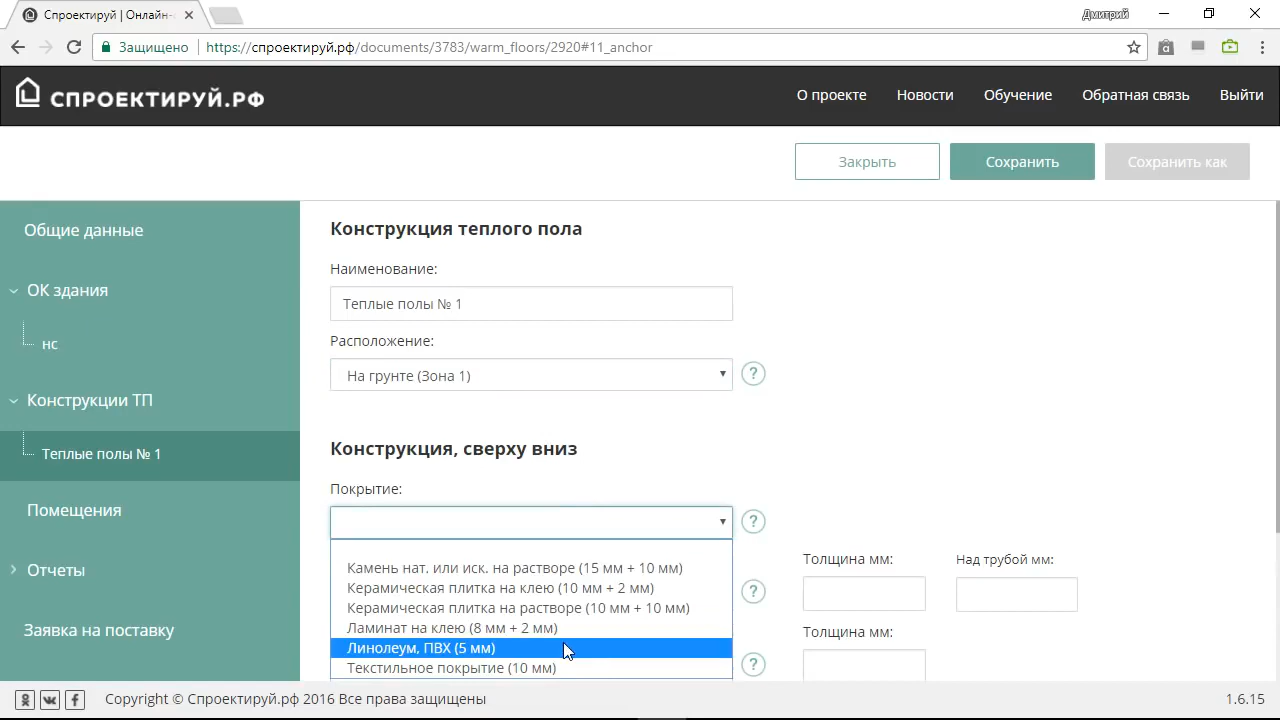 Спроектируй | Онлайн-
Дмитрий
Защищено
https://спроектируй.рф/documents/3783/warm_floors/2920#11_anchor
СПРОЕКТИРУЙ.РФ
О проекте
Новости
Обучение
Обратная связь
Выйти
Закрыть
Сохранить
Сохранить как
Общие данные
ОК здания
нс
Конструкции ТП
Теплые полы № 1
Помещения
Отчеты
Заявка на поставку
Конструкция теплого пола
Наименование:
Теплые полы № 1
Расположение:
На грунте (Зона 1)
?
Конструкция, сверху вниз
Покрытие:
?
Камень нат. или иск. на растворе (15 мм + 10 мм)
Керамическая плитка на клею (10 мм + 2 мм)
Керамическая плитка на растворе (10 мм + 10 мм)
Ламинат на клею (8 мм + 2 мм)
Линолеум, ПВХ (5 мм)
Текстильное покрытие (10 мм)
?
Толщина мм:
Над трубой мм:
?
Толщина мм:
Copyright © Спроектируй.рф 2016 Все права защищены
1.6.15